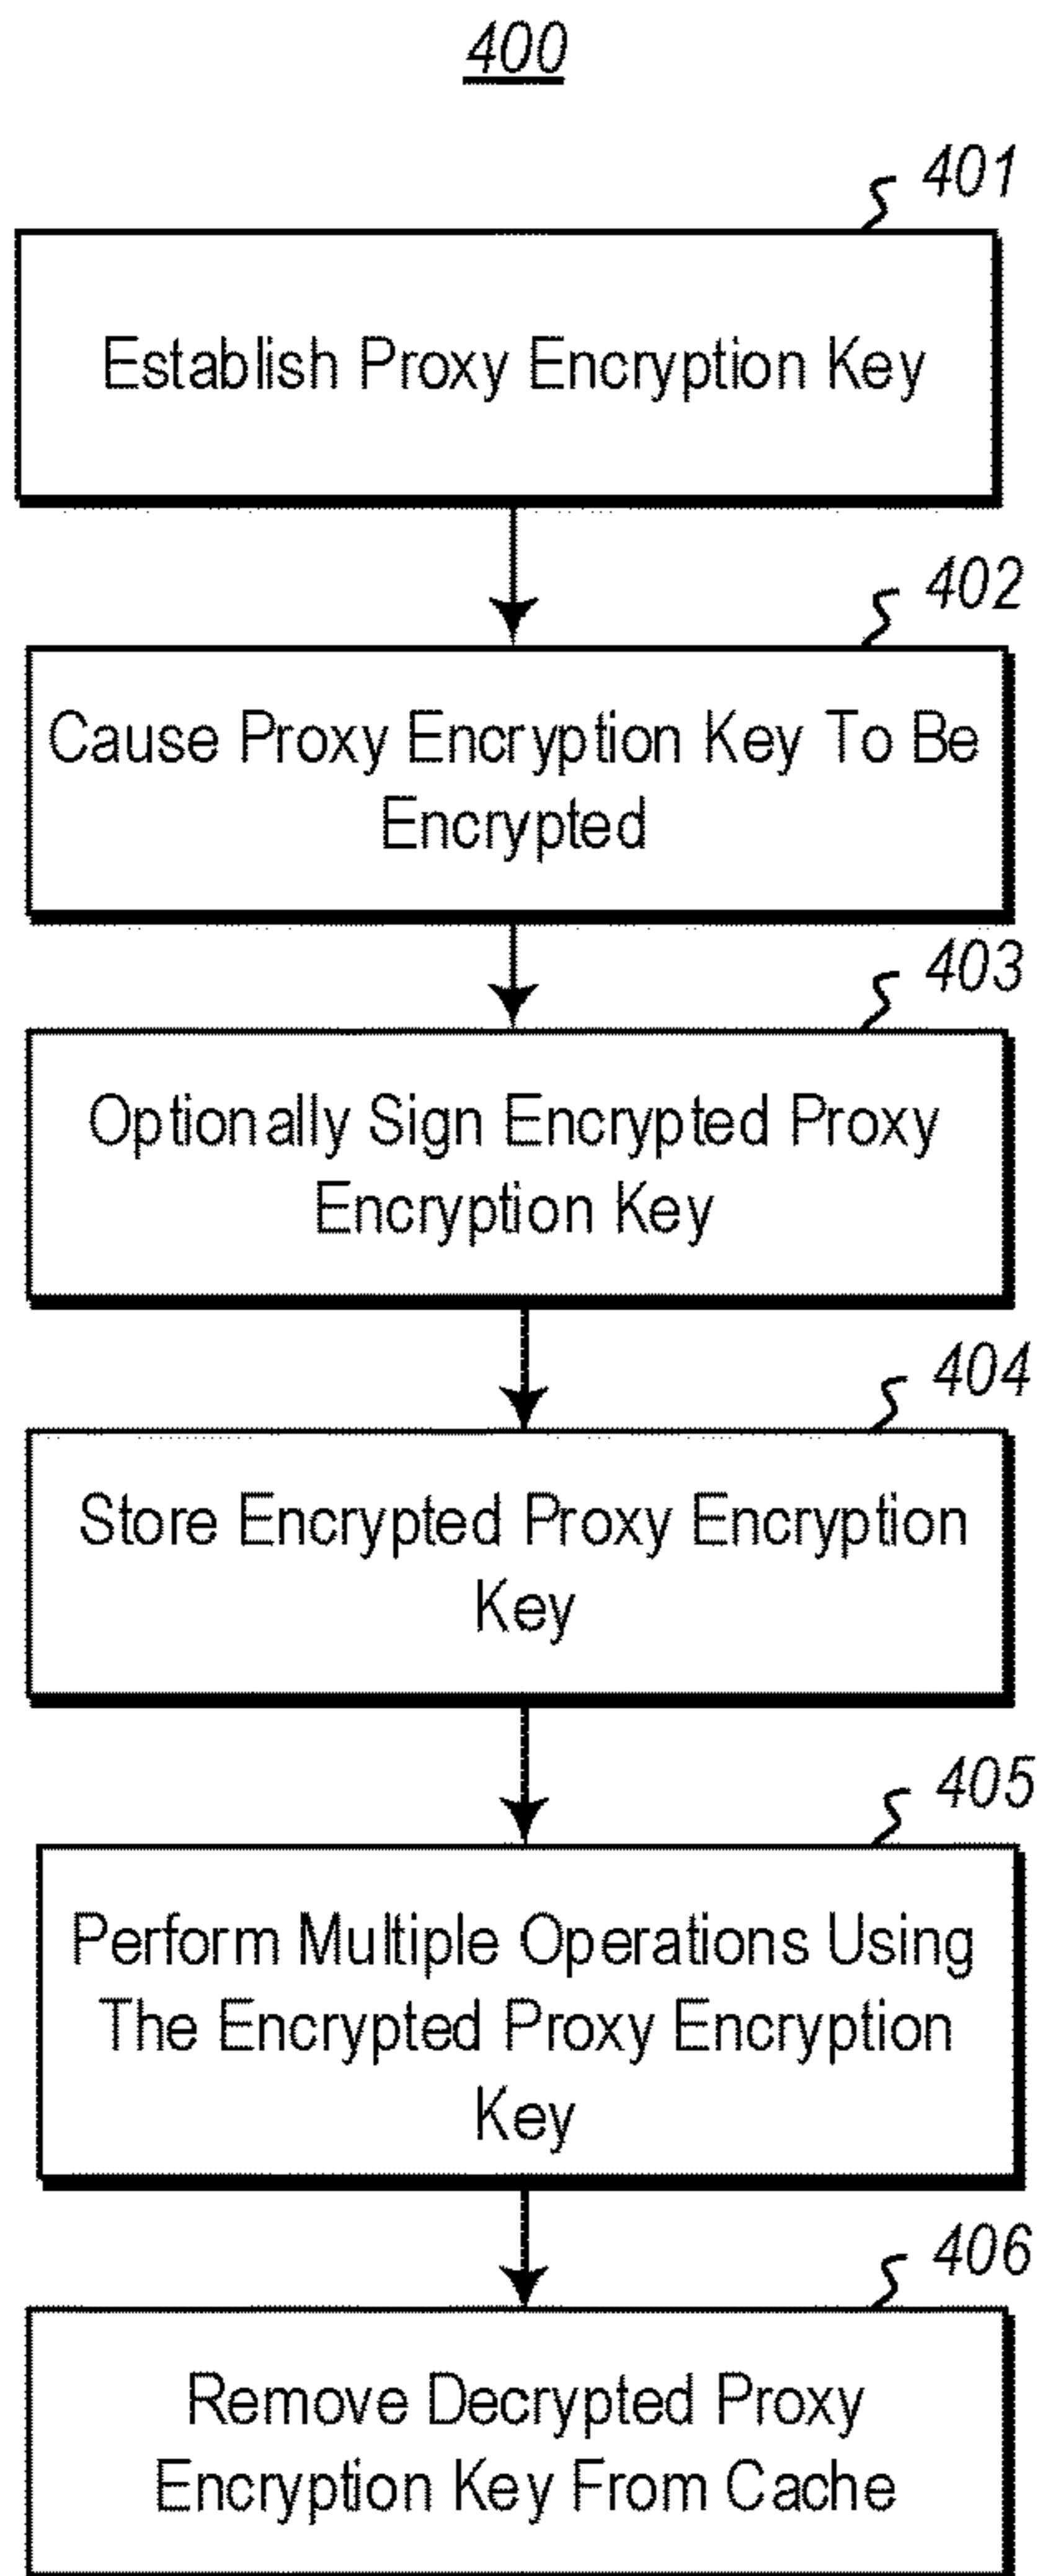 400
401
Establish Proxy Encryption Key
402
Cause Proxy Encryption Key To Be
Encrypted
403
Optionally Sign Encrypted Proxy
Encryption Key
404
Store Encrypted Proxy Encryption
Key
405
Perform Multiple Operations Using
The Encrypted Proxy Encryption
Key
406
Remove Decrypted Proxy
Encryption Key From Cache